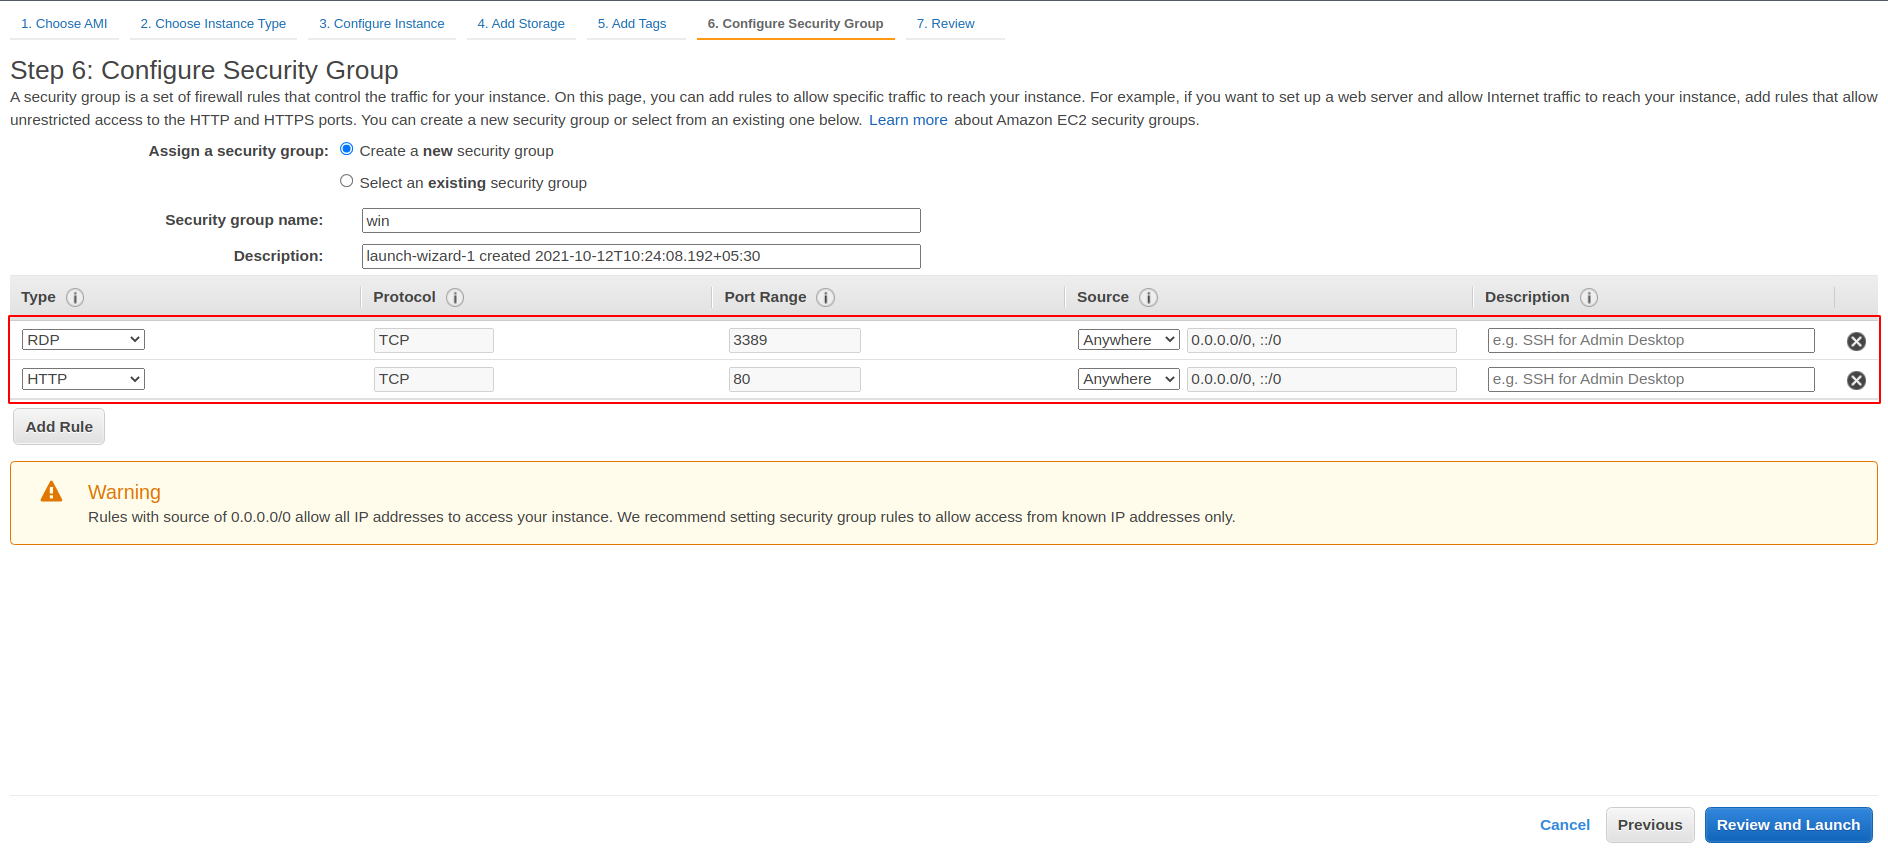 1. Choose AMI 2. Choose Instance Type 3. Configure Instance 4. Add Storage 5. Add Tags 6. Configure Security Group 7. Review
Step 6: Configure Security Group
A security group is a set of firewall rules that control the traffic for your instance. On this page, you can add rules to allow specific traffic to reach your instance. For example, if you want to set up a web server and allow Internet traffic to reach your instance, add rules that allow
unrestricted access to the HTTP and HTTPS ports. You can create a new security group or select from an existing one below. Learn more about Amazon EC2 security groups.
Assign a security group: Create a new security group
Select an existing security group
Security group name: win
Description: launch-wizard-1 created 2021-10-12T10:24:08.192+05:30
Type Protocol Port Range Source Description
RDP TCP 3389 Anywhere 0.0.0.0/0, ::/0 e.g. SSH for Admin Desktop
HTTP TCP 80 Anywhere 0.0.0.0/0, ::/0 e.g. SSH for Admin Desktop
Add Rule
Warning
Rules with source of 0.0.0.0/0 allow all IP addresses to access your instance. We recommend setting security group rules to allow access from known IP addresses only.
Cancel Previous Review and Launch